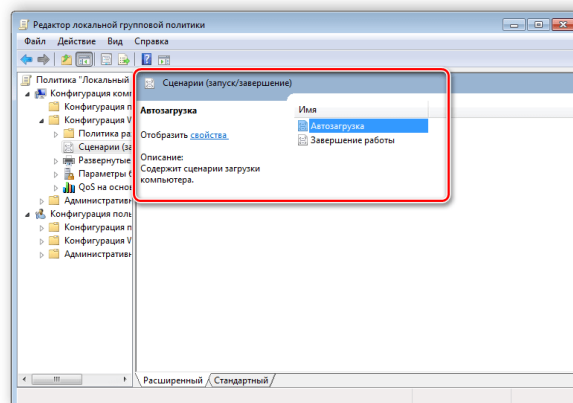 Редактор локальной групповой политики
Файл Действие Вид Справка
Политика "Локальный
Конфигурация комп
Конфигурация п
Конфигурация W
Политика ра
Сценарии (за
Развернутые
Параметры б
QoS на основ
Административн
Конфигурация поль
Конфигурация п
Конфигурация W
Административн
Сценарии (запуск/завершение)
Автозагрузка
Отобразить свойства
Описание:
Содержит сценарии загрузки
компьютера.
Имя
Автозагрузка
Завершение работы
Расширенный Стандартный